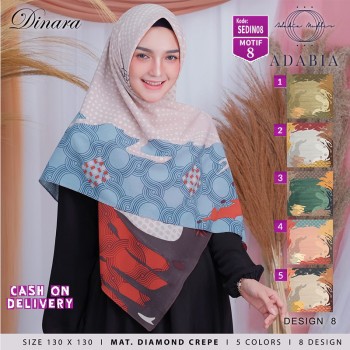 Dinara
Kode:
SEDIN08
MOTIF
8
ADABIA
1
2
3
4
5
CASH ON
DELIVERY
DESIGN 8
SIZE 130 X 130 | MAT. DIAMOND CREPE | 5 COLORS | 8 DESIGN